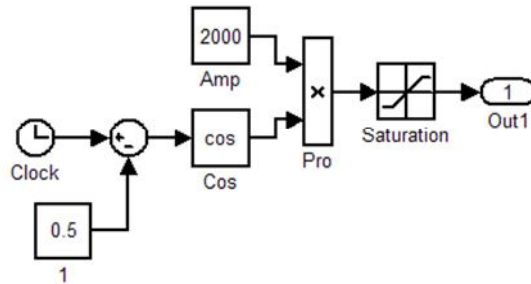 2000
Amp
×
Pro
Saturation
1
Out1
Clock
+
-
cos
Cos
0.5
1